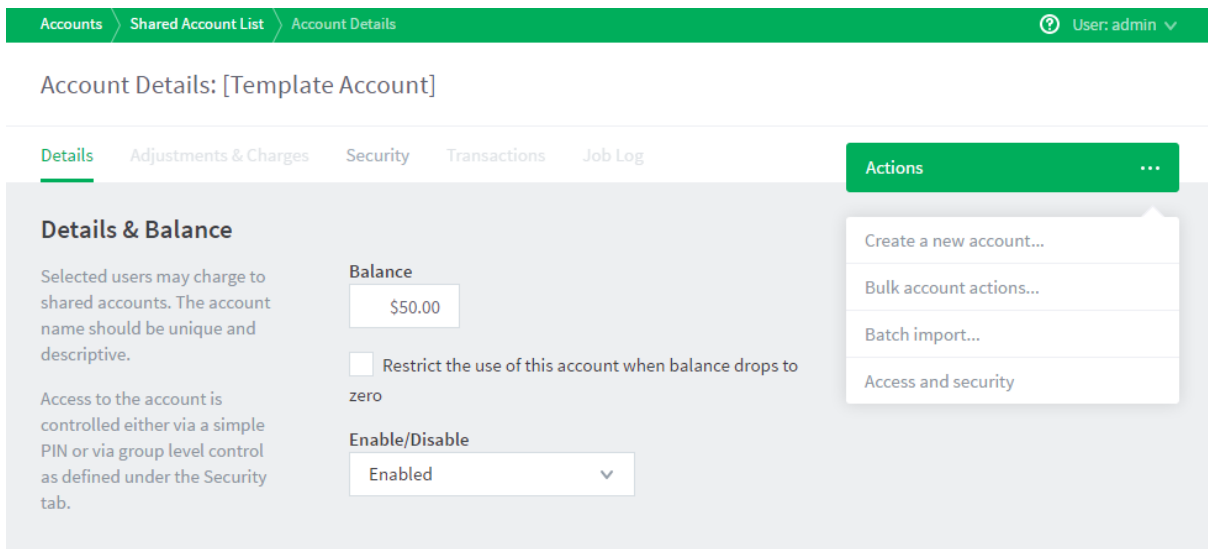 Accounts
Shared Account List
Account Details
User: admin
Account Details: [Template Account]
Details
Adjustments & Charges
Security
Transactions
Job Log
Actions
Create a new account...
Bulk account actions...
Batch import...
Access and security
Details & Balance
Selected users may charge to
shared accounts. The account
name should be unique and
descriptive.
Access to the account is
controlled either via a simple
PIN or via group level control
as defined under the Security
tab.
Balance
$50.00
Restrict the use of this account when balance drops to
zero
Enable/Disable
Enabled